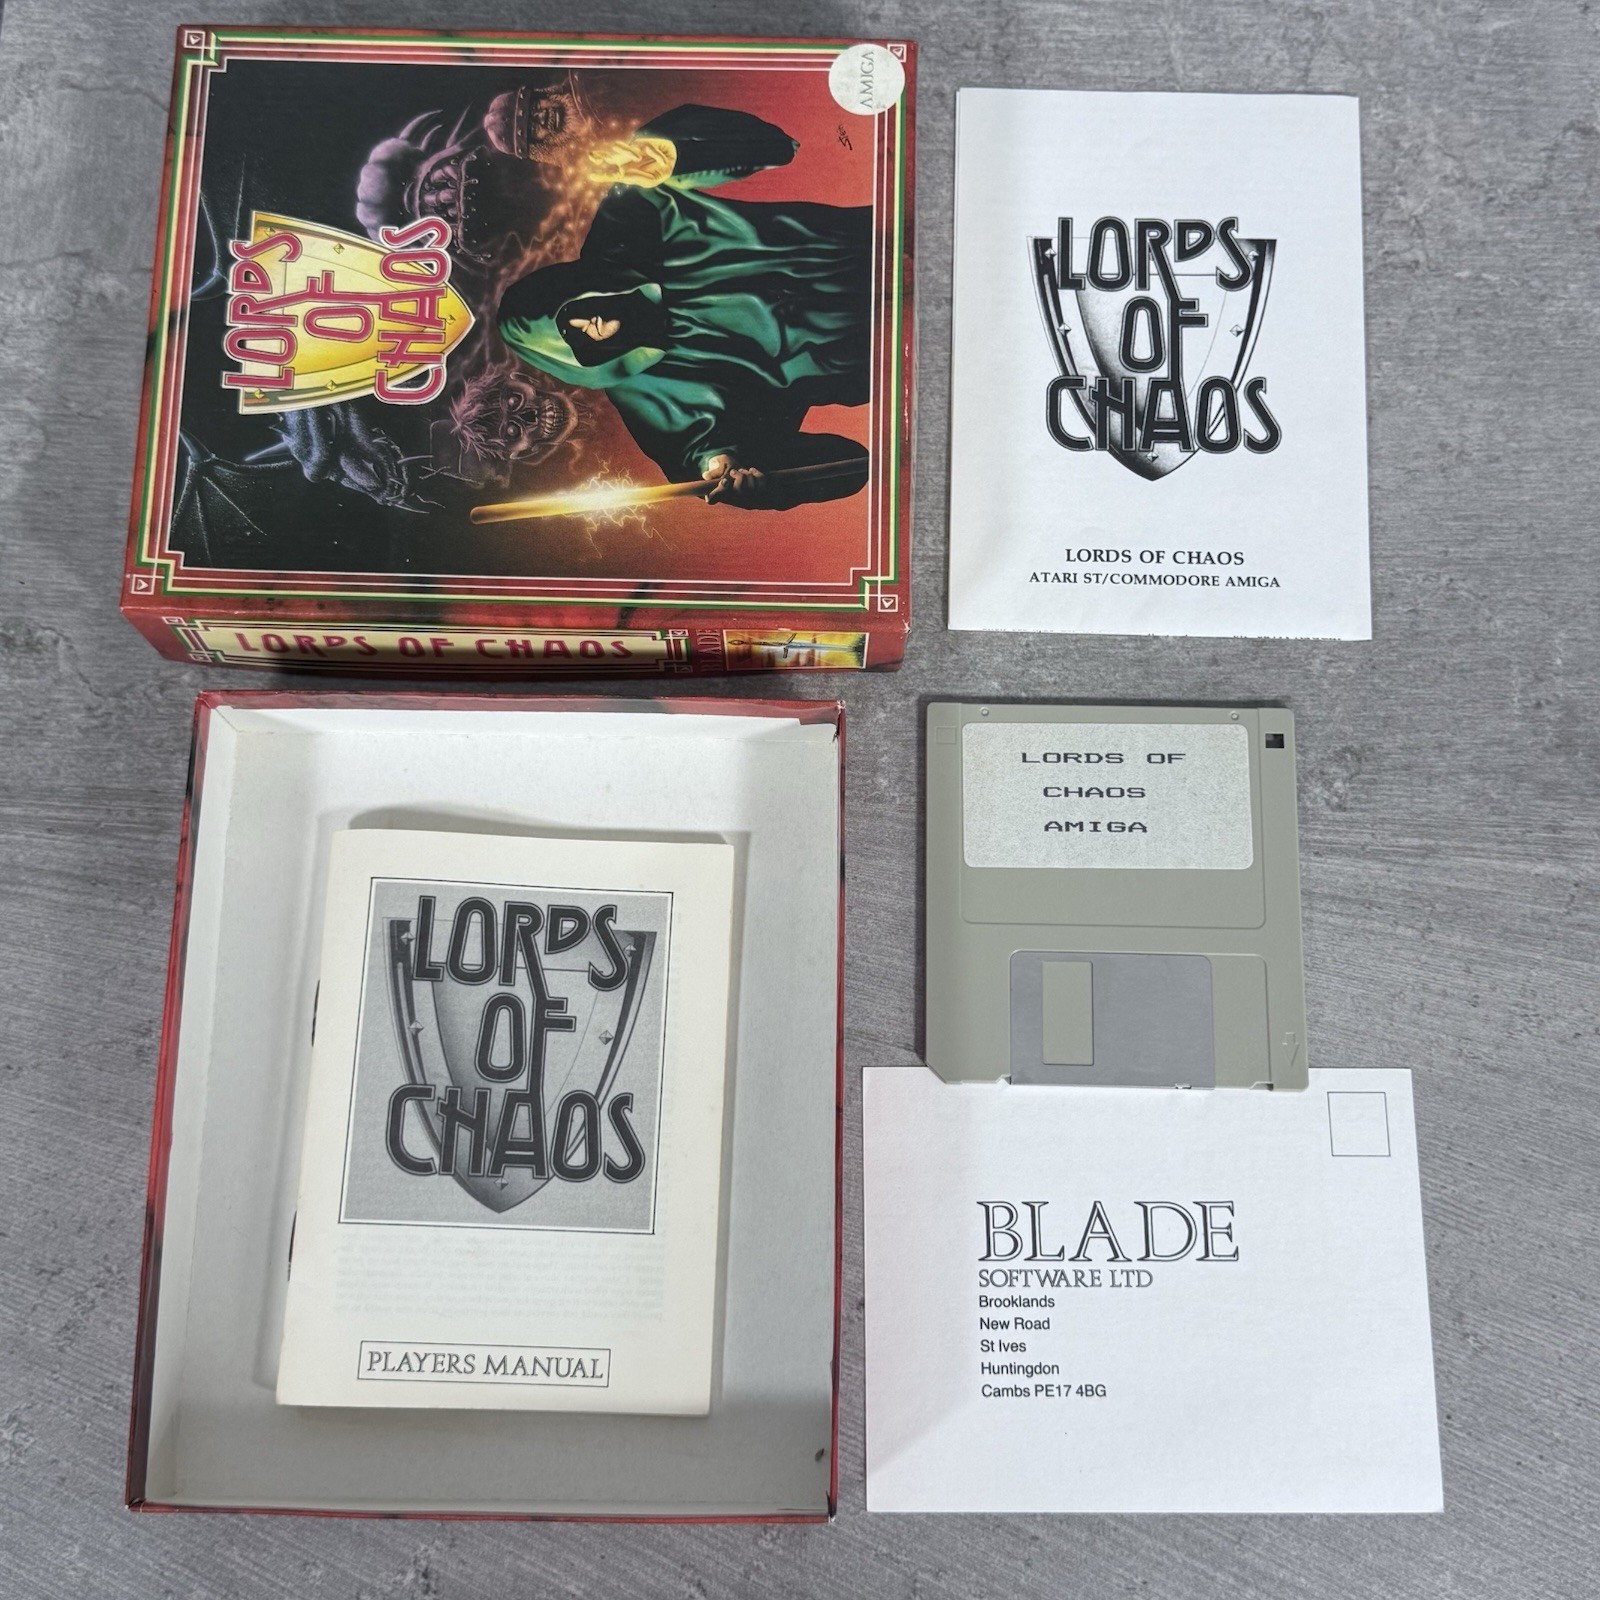 AMIGA
LORDS
OF
CHAOS
LORDS OF CHAOS
BLADE
LORDS
OF
CHAOS
LORDS OF CHAOS
ATARI ST/COMMODORE AMIGA
LORDS OF
CHAOS
AMIGA
LORDS
OF
CHAOS
PLAYERS MANUAL
BLADE
SOFTWARE LTD
Brooklands
New Road
St Ives
Huntingdon
Cambs PE17 4BG